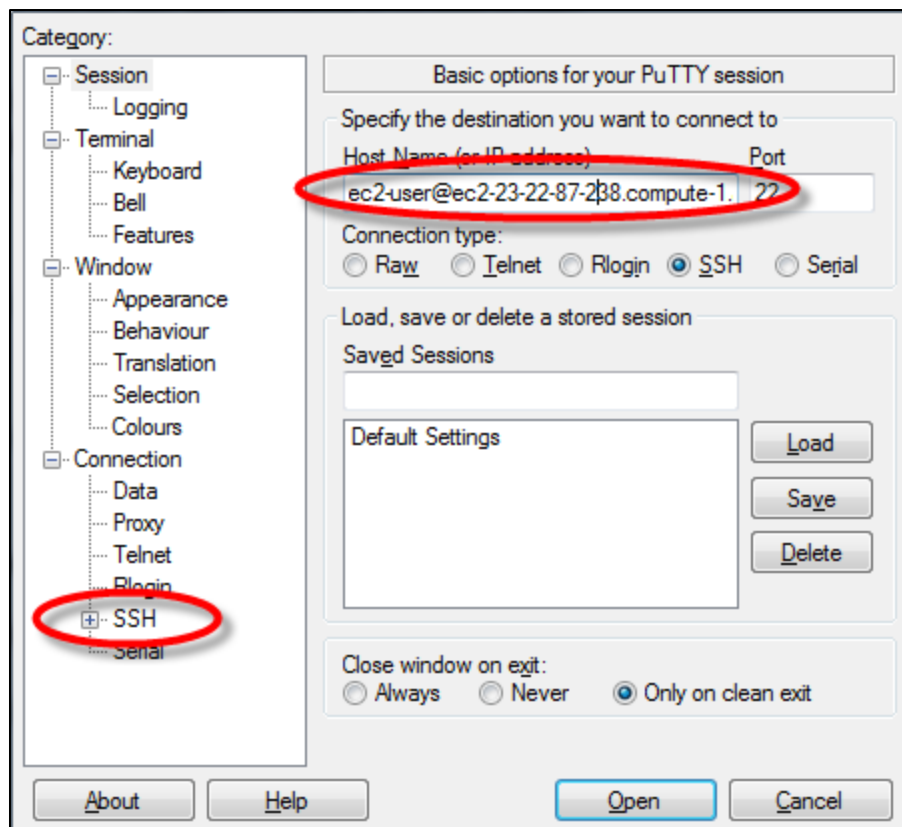 Category:
Session
Logging
Terminal
Keyboard
Bell
Features
Window
Appearance
Behaviour
Translation
Selection
Colours
Connection
Data
Proxy
Telnet
Rlogin
SSH
Serial
Basic options for your PuTTY session
Specify the destination you want to connect to
Host Name (or IP address) Port
ec2-user@ec2-23-22-87-238.compute-1. 22
Connection type:
Raw Telnet Rlogin SSH Serial
Load, save or delete a stored session
Saved Sessions
Default Settings
Load
Save
Delete
Close window on exit:
Always Never Only on clean exit
About Help Open Cancel